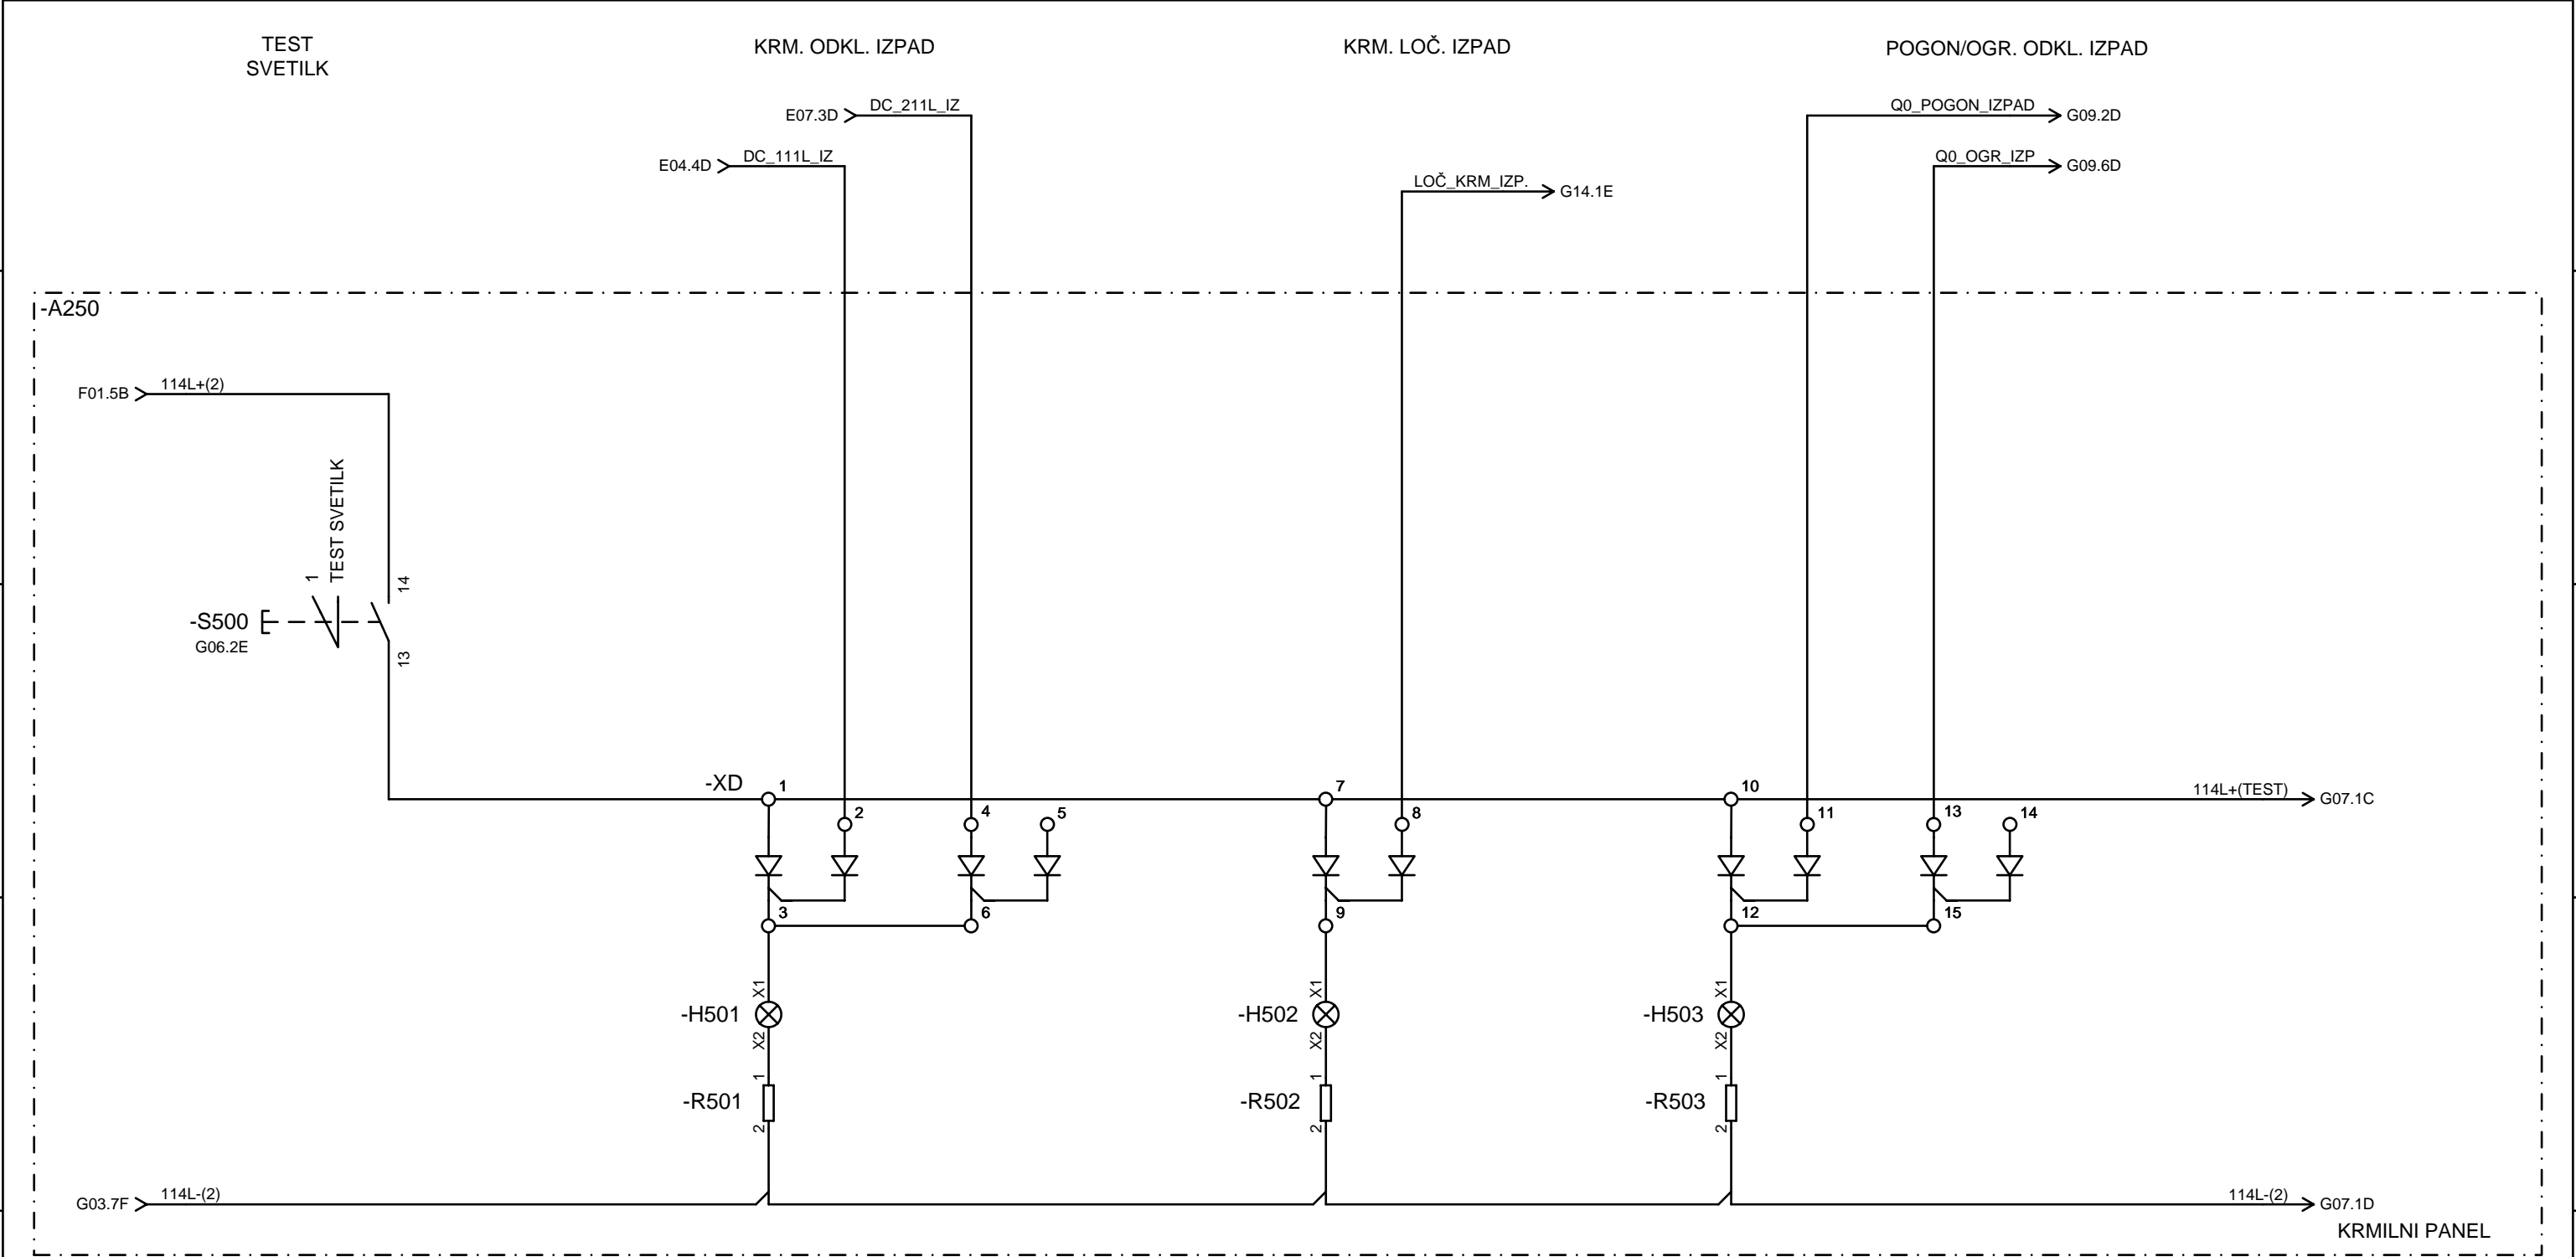 TEST
SVETILK
KRM. ODKL. IZPAD
KRM. LOČ. IZPAD
POGON/OGR. ODKL. IZPAD
E07.3D
DC_211L_IZ
Q0_POGON_IZPAD
G09.2D
E04.4D
DC_111L_IZ
Q0_OGR_IZP
G09.6D
LOČ_KRM_IZP.
G14.1E
-A250
F01.5B
114L+(2)
TEST SVETILK
1
14
-S500
G06.2E
13
-XD
1
7
10
114L+(TEST)
G07.1C
2
4
5
8
11
13
14
3
6
9
12
15
X1
X1
X1
-H501
-H502
-H503
X2
X2
X2
1
1
1
-R501
-R502
-R503
2
2
2
G03.7F
114L-(2)
114L-(2)
G07.1D
KRMILNI PANEL